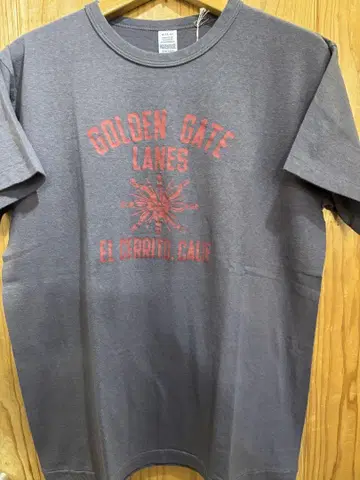 GOLDEN GATE
LANES
EL CERRITO, CALIF